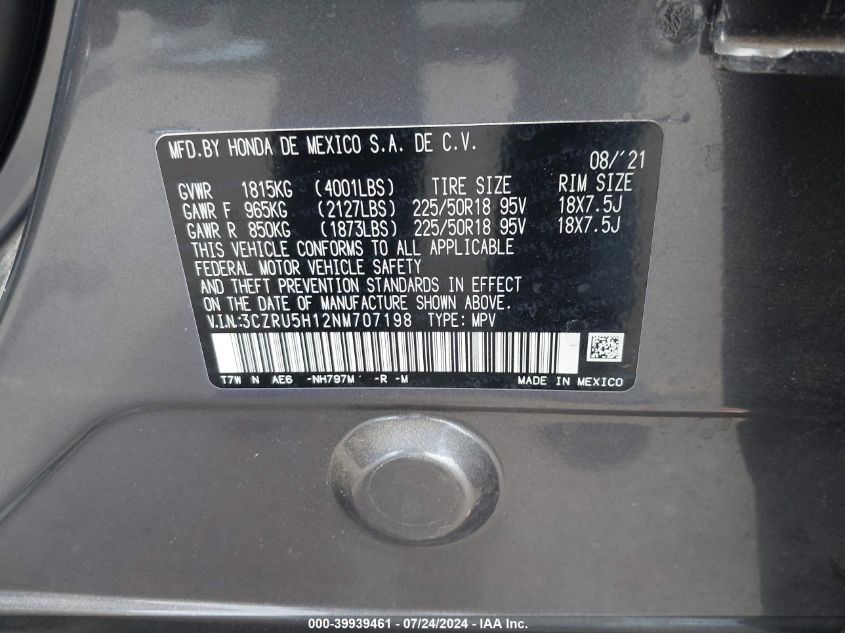 MFD.BY HONDA DE MEXICO S.A. DE C.V.
08/'21
GVWR 1815KG (4001LBS) TIRE SIZE RIM SIZE
GAWR F 965KG (2127LBS) 225/50R18 95V 18X7.5J
GAWR R 850KG (1873LBS) 225/50R18 95V 18X7.5J
THIS VEHICLE CONFORMS TO ALL APPLICABLE
FEDERAL MOTOR VEHICLE SAFETY
AND THEFT PREVENTION STANDARDS IN EFFECT
ON THE DATE OF MANUFACTURE SHOWN ABOVE.
V.I.N.:3CZRU5H12NM707198 TYPE: MPV
T7W N AE6 -NH797M -R -M MADE IN MEXICO
000-39939461 - 07/24/2024 - IAA Inc.